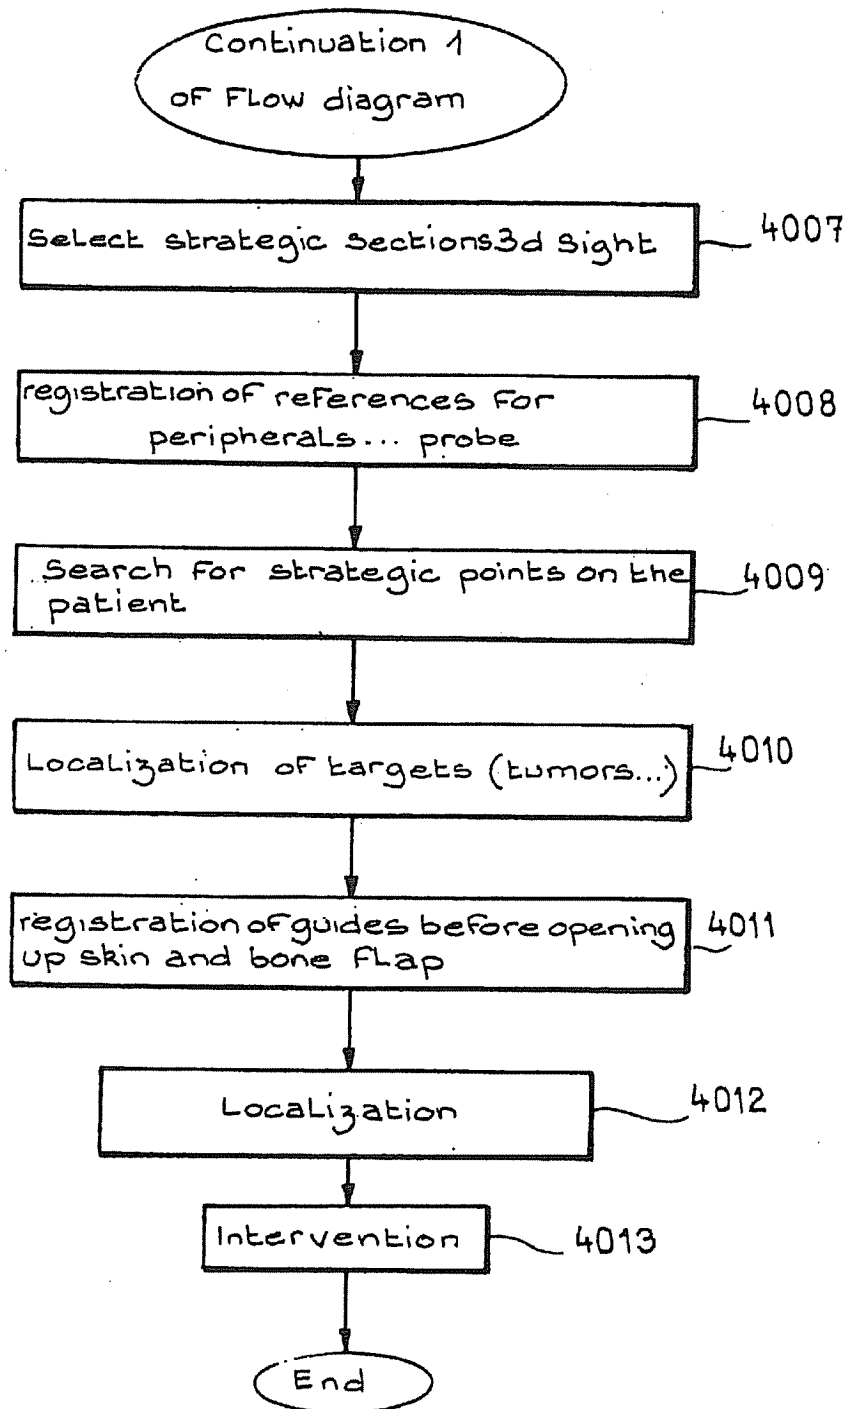 Continuation 1
of Flow diagram
Select strategic sections3d Sight
4007
registration of references for
peripherals... probe
4008
Search for strategic points on the
patient
4009
Localization of targets (tumors...)
4010
registration of guides before opening
up skin and bone flap
4011
Localization
4012
Intervention
4013
End